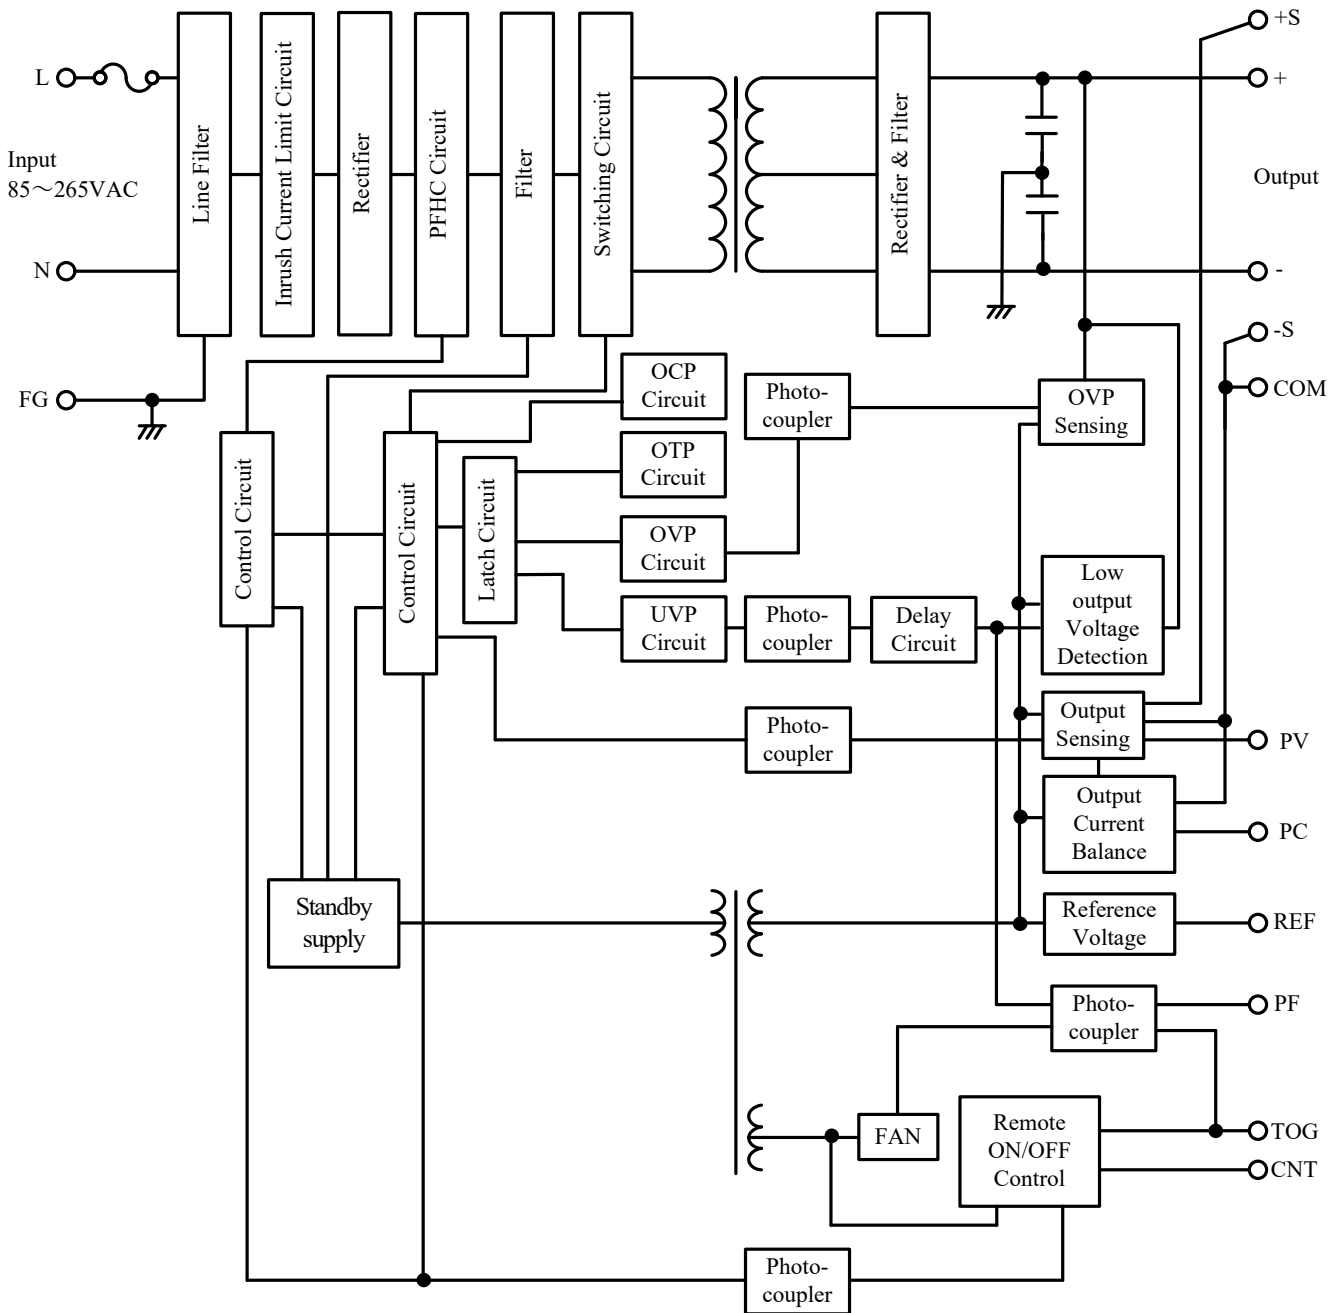 +S
L
+
Input
85～265VAC
Line Filter
Inrush Current Limit Circuit
Rectifier
PFHC Circuit
Filter
Switching Circuit
Rectifier & Filter
Output
N
-
-S
FG
COM
OCP
Circuit
Photo-
coupler
OVP
Sensing
OTP
Circuit
Control Circuit
Control Circuit
Latch Circuit
OVP
Circuit
Low
output
Voltage
Detection
UVP
Circuit
Photo-
coupler
Delay
Circuit
Photo-
coupler
Output
Sensing
PV
Output
Current
Balance
PC
Standby
supply
Reference
Voltage
REF
Photo-
coupler
PF
FAN
Remote
ON/OFF
Control
TOG
CNT
Photo-
coupler